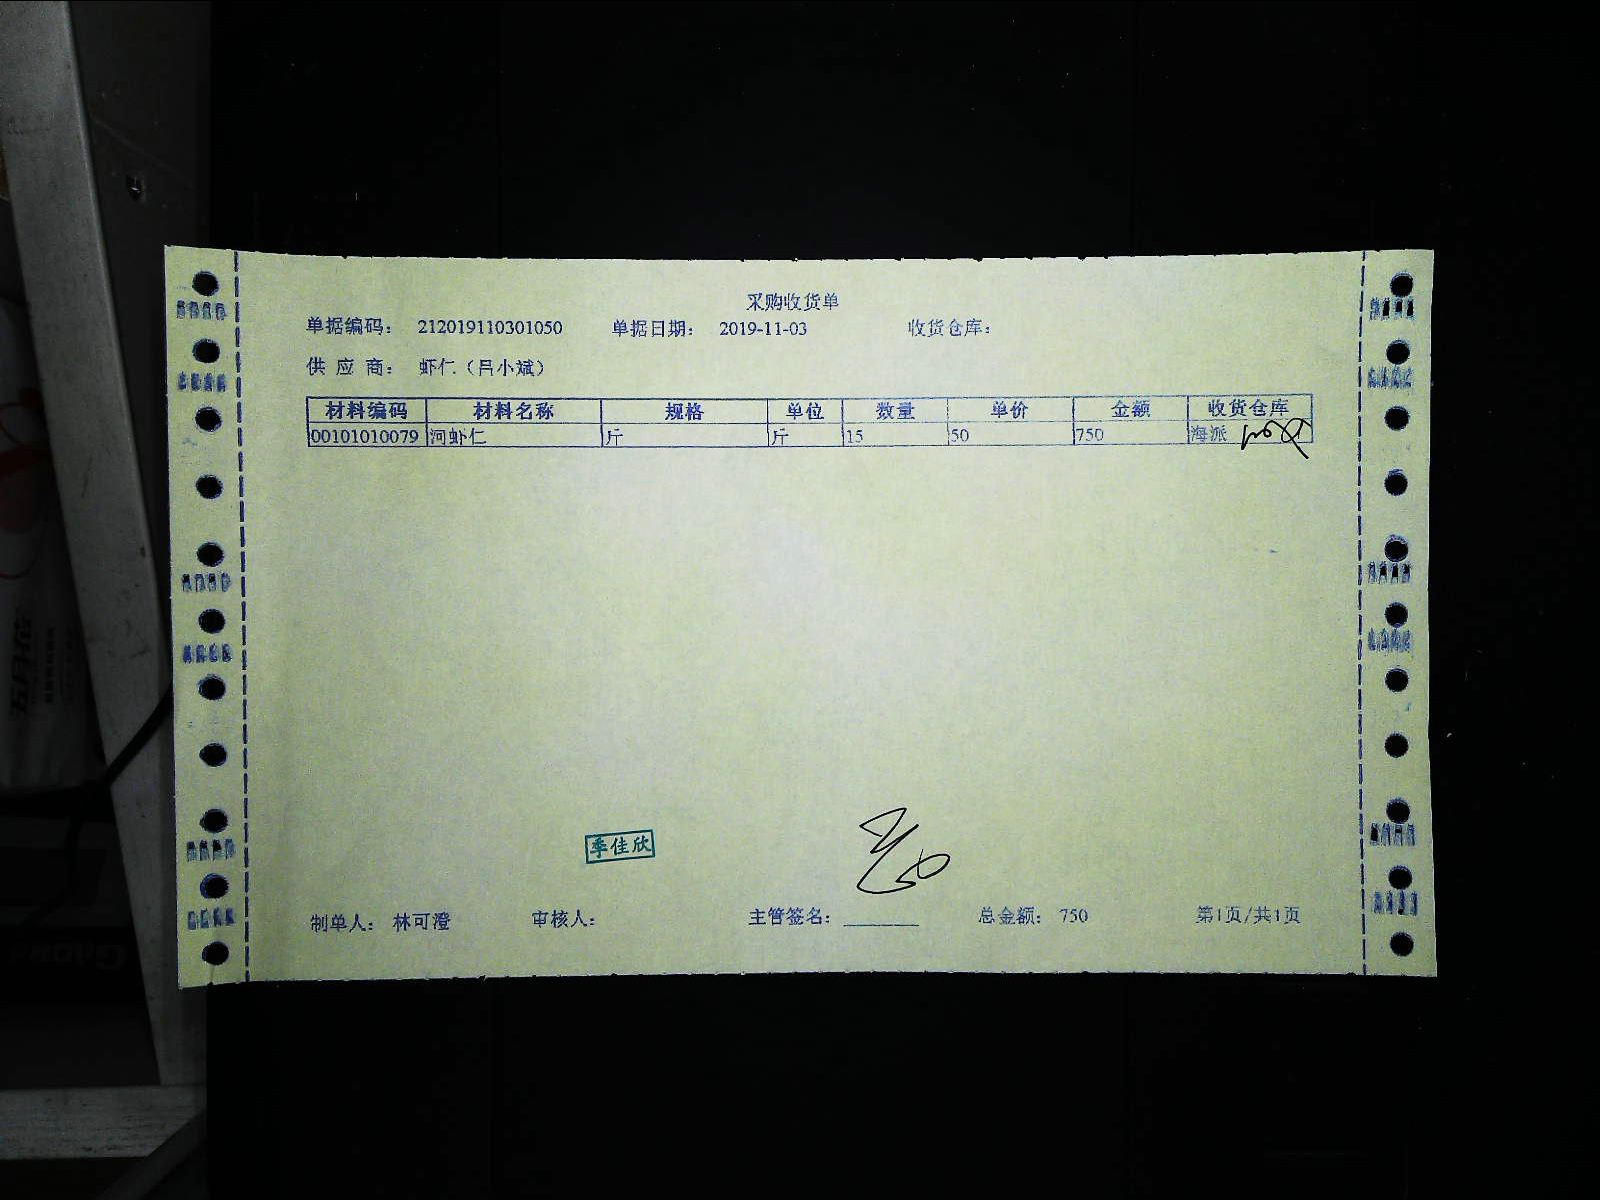 采购收货单
单据编码： 212019110301050 单据日期： 2019-11-03 收货仓库：
供 应 商： 虾仁（吕小斌）
材料编码 材料名称 规格 单位 数量 单价 金额 收货仓库
00101010079 河虾仁 斤 斤 15 50 750 海派
季佳欣
制单人： 林可澄 审核人： 主管签名： 总金额： 750 第1页/共1页